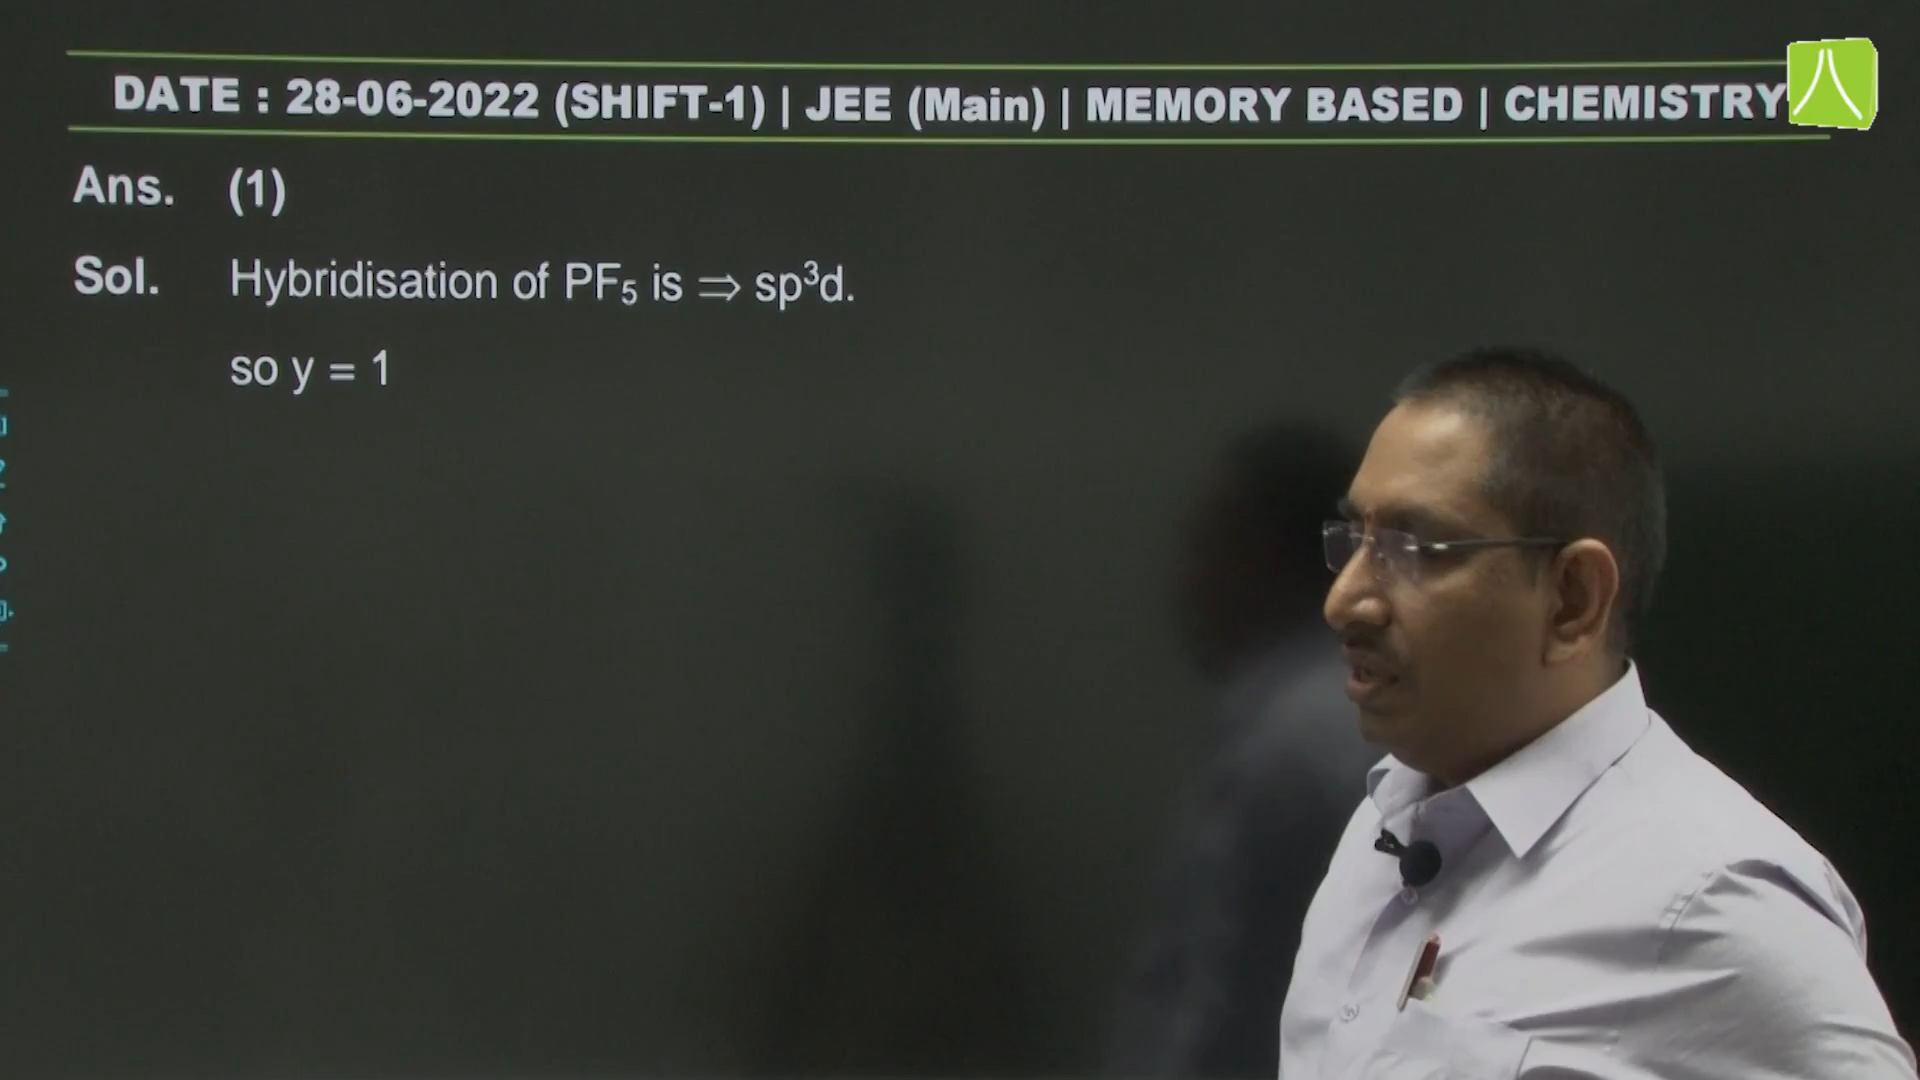 DATE : 28-06-2022 (SHIFT-1) | JEE (Main) | MEMORY BASED | CHEMISTRY
Ans. (1)
Sol. Hybridisation of PF₅ is ⇒ sp³d.
so y = 1